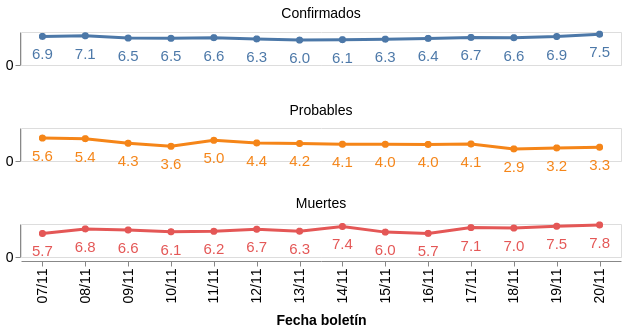 Confirmados
0
6.9 7.1 6.5 6.5 6.6 6.3 6.0 6.1 6.3 6.4 6.7 6.6 6.9 7.5
Probables
0
5.6 5.4 4.3 3.6 5.0 4.4 4.2 4.1 4.0 4.0 4.1 2.9 3.2 3.3
Muertes
0
5.7 6.8 6.6 6.1 6.2 6.7 6.3 7.4 6.0 5.7 7.1 7.0 7.5 7.8
07/11 08/11 09/11 10/11 11/11 12/11 13/11 14/11 15/11 16/11 17/11 18/11 19/11 20/11
Fecha boletín